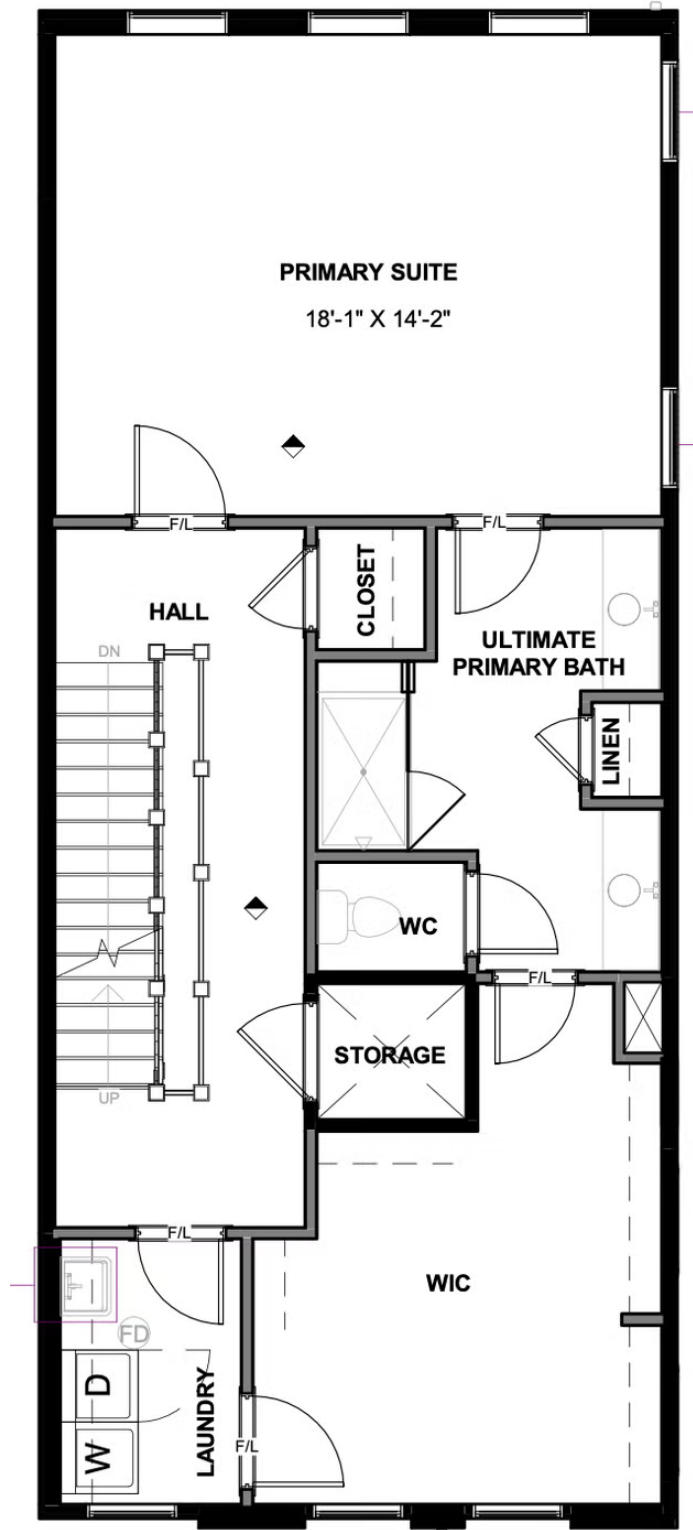 PRIMARY SUITE
18'-1" X 14'-2"
F/L
F/L
CLOSET
HALL
ULTIMATE
PRIMARY BATH
DN
LINEN
WC
F/L
STORAGE
UP
F/L
WIC
FD
D
LAUNDRY
W
F/L